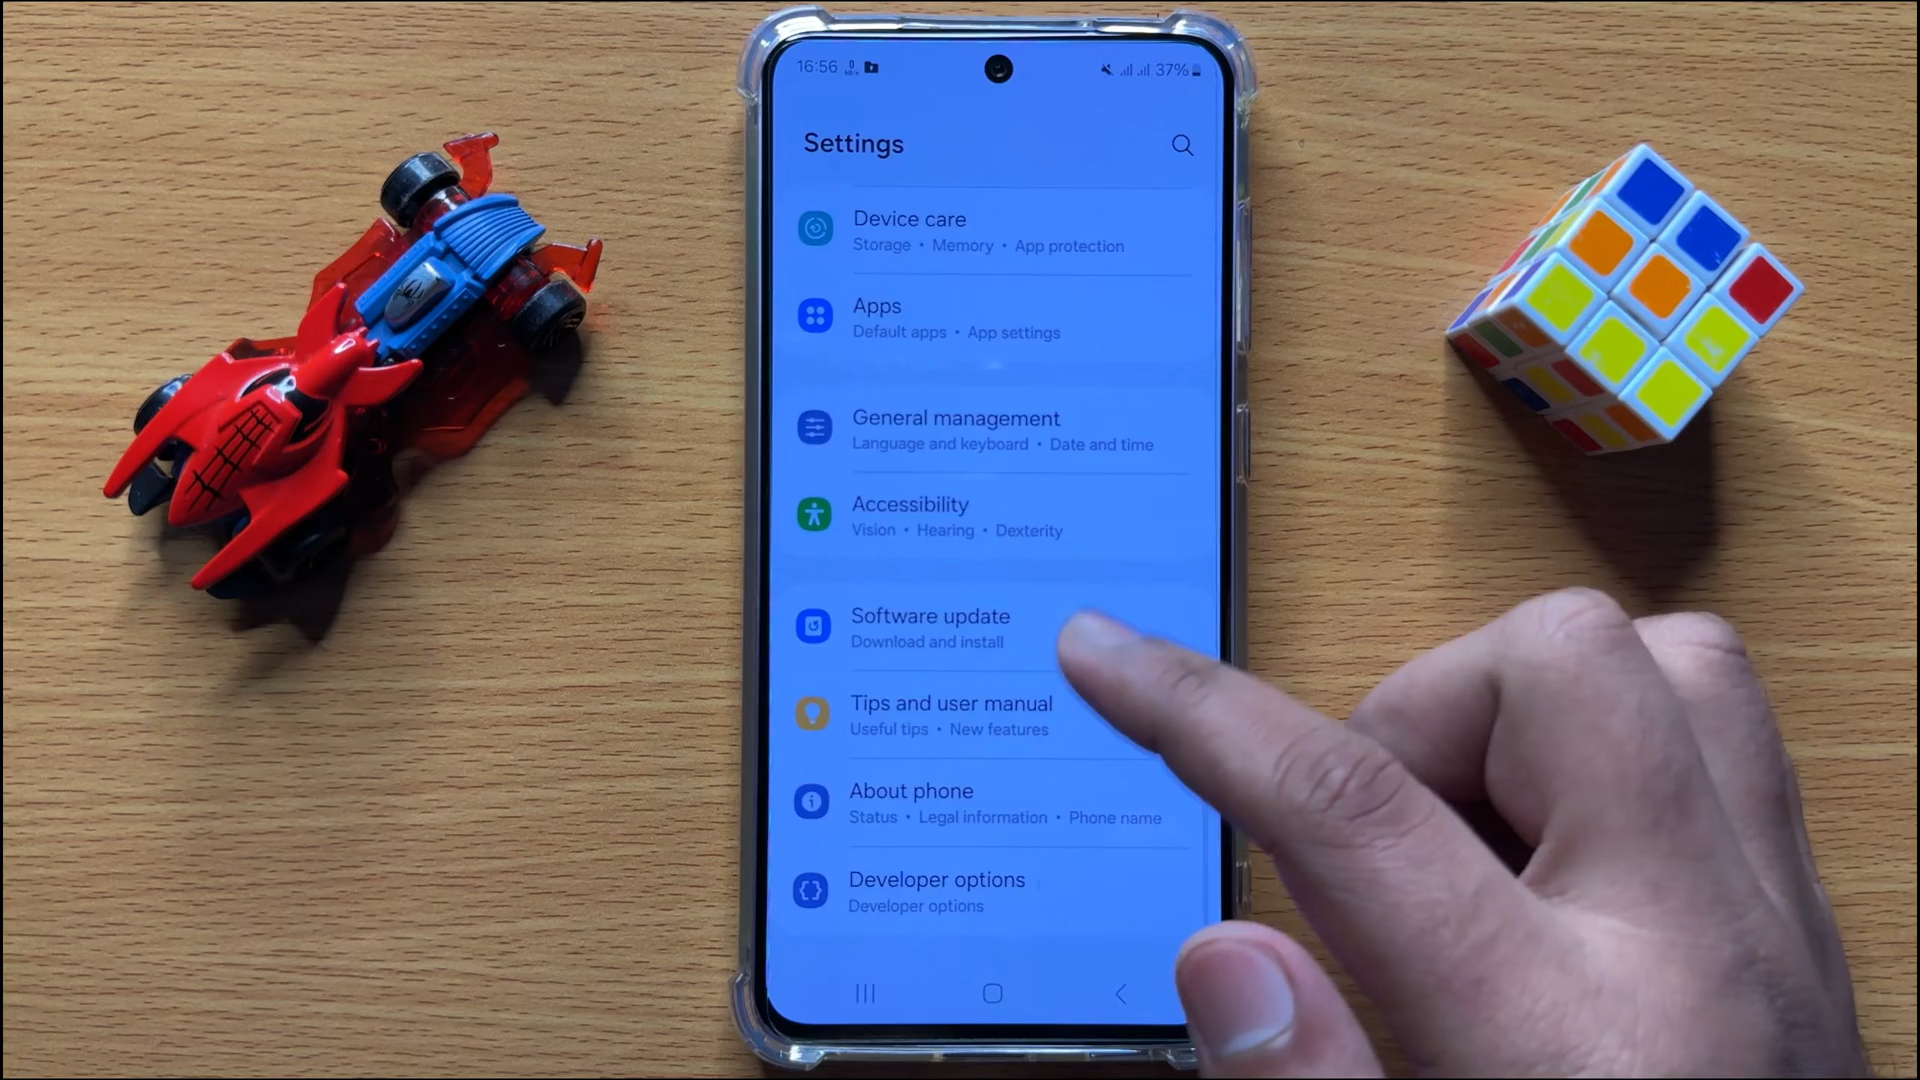 16:56 0 KB/s 37%
Settings
Device care
Storage • Memory • App protection
Apps
Default apps • App settings
General management
Language and keyboard • Date and time
Accessibility
Vision • Hearing • Dexterity
Software update
Download and install
Tips and user manual
Useful tips • New features
About phone
Status • Legal information • Phone name
Developer options
Developer options